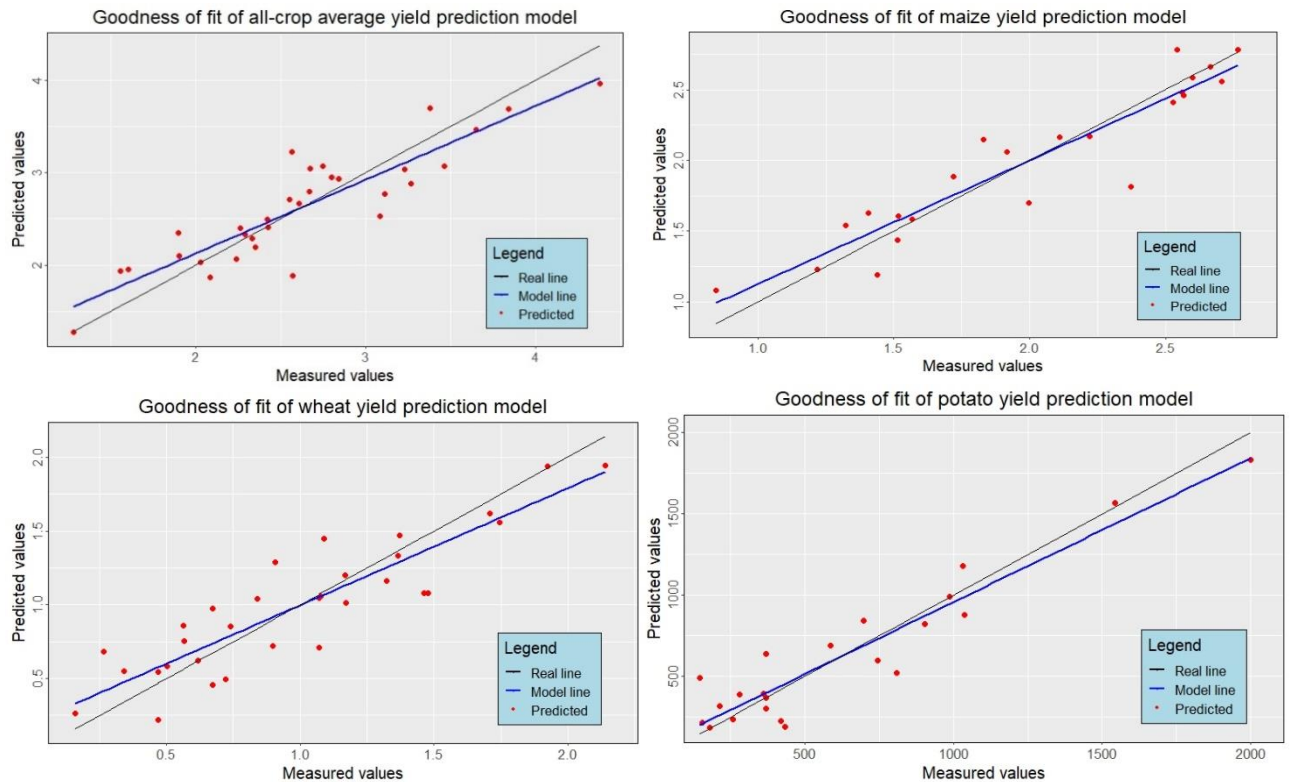 Goodness of fit of all-crop average yield prediction model
4
3
2
Predicted values
Legend
Real line
Model line
Predicted
2 3 4
Measured values
Goodness of fit of maize yield prediction model
2.5
2.0
1.5
1.0
Predicted values
Legend
Real line
Model line
Predicted
1.0 1.5 2.0 2.5
Measured values
Goodness of fit of wheat yield prediction model
2.0
1.5
1.0
0.5
Predicted values
Legend
Real line
Model line
Predicted
0.5 1.0 1.5 2.0
Measured values
Goodness of fit of potato yield prediction model
2000
1500
1000
500
Predicted values
Legend
Real line
Model line
Predicted
500 1000 1500 2000
Measured values